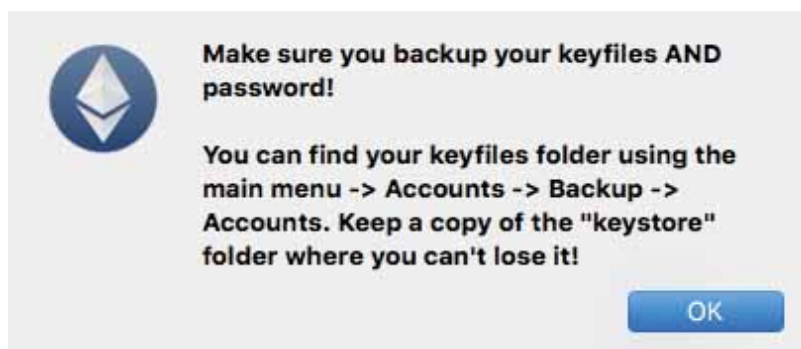 Make sure you backup your keyfiles AND
password!
You can find your keyfiles folder using the
main menu -> Accounts -> Backup ->
Accounts. Keep a copy of the "keystore"
folder where you can't lose it!
OK